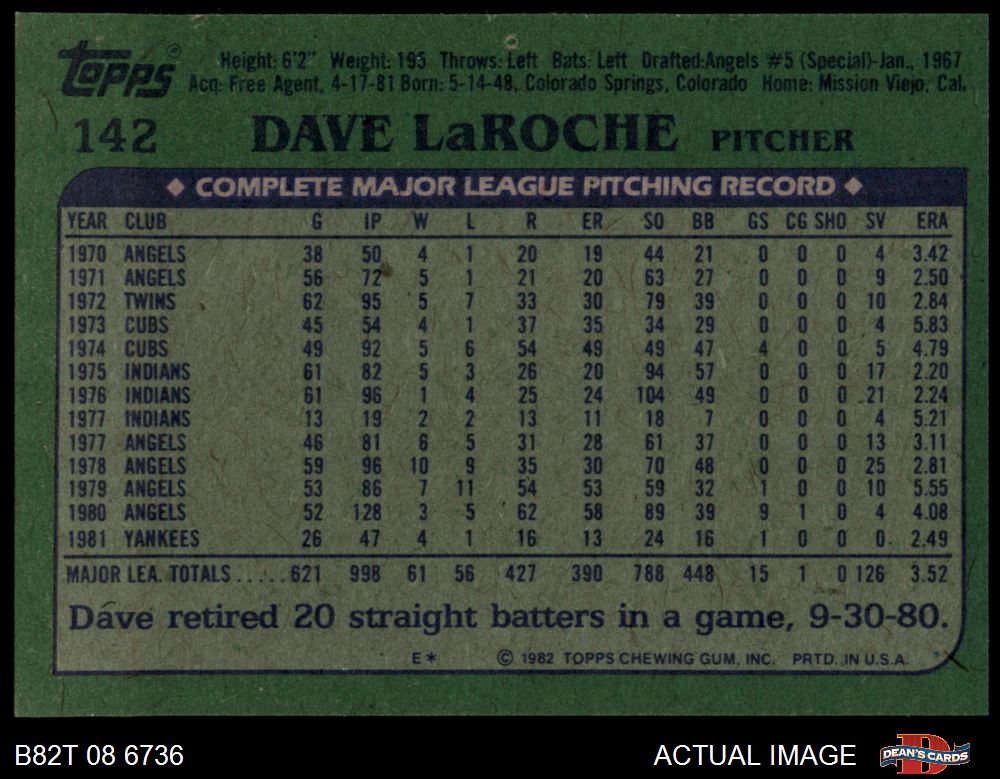 Topps® Height: 6'2" Weight: 195 Throws: Left Bats: Left Drafted: Angels #5 (Special)-Jan., 1967
Acq: Free Agent, 4-17-81 Born: 5-14-48, Colorado Springs, Colorado Home: Mission Viejo, Cal.
142 DAVE LaROCHE PITCHER
◆ COMPLETE MAJOR LEAGUE PITCHING RECORD ◆
YEAR CLUB G IP W L R ER SO BB GS CG SHO SV ERA
1970 ANGELS 38 50 4 1 20 19 44 21 0 0 0 4 3.42
1971 ANGELS 56 72 5 1 21 20 63 27 0 0 0 9 2.50
1972 TWINS 62 95 5 7 33 30 79 39 0 0 0 10 2.84
1973 CUBS 45 54 4 1 37 35 34 29 0 0 0 4 5.83
1974 CUBS 49 92 5 6 54 49 49 47 4 0 0 5 4.79
1975 INDIANS 61 82 5 3 26 20 94 57 0 0 0 17 2.20
1976 INDIANS 61 96 1 4 25 24 104 49 0 0 0 21 2.24
1977 INDIANS 13 19 2 2 13 11 18 7 0 0 0 4 5.21
1977 ANGELS 46 81 6 5 31 28 61 37 0 0 0 13 3.11
1978 ANGELS 59 96 10 9 35 30 70 48 0 0 0 25 2.81
1979 ANGELS 53 86 7 11 54 53 59 32 1 0 0 10 5.55
1980 ANGELS 52 128 3 5 62 58 89 39 9 1 0 4 4.08
1981 YANKEES 26 47 4 1 16 13 24 16 1 0 0 0 2.49
MAJOR LEA. TOTALS......621 998 61 56 427 390 788 448 15 1 0 126 3.52
Dave retired 20 straight batters in a game, 9-30-80.
E* © 1982 TOPPS CHEWING GUM, INC. PRTD. IN U.S.A.
B82T 08 6736 ACTUAL IMAGE DEAN'S CARDS